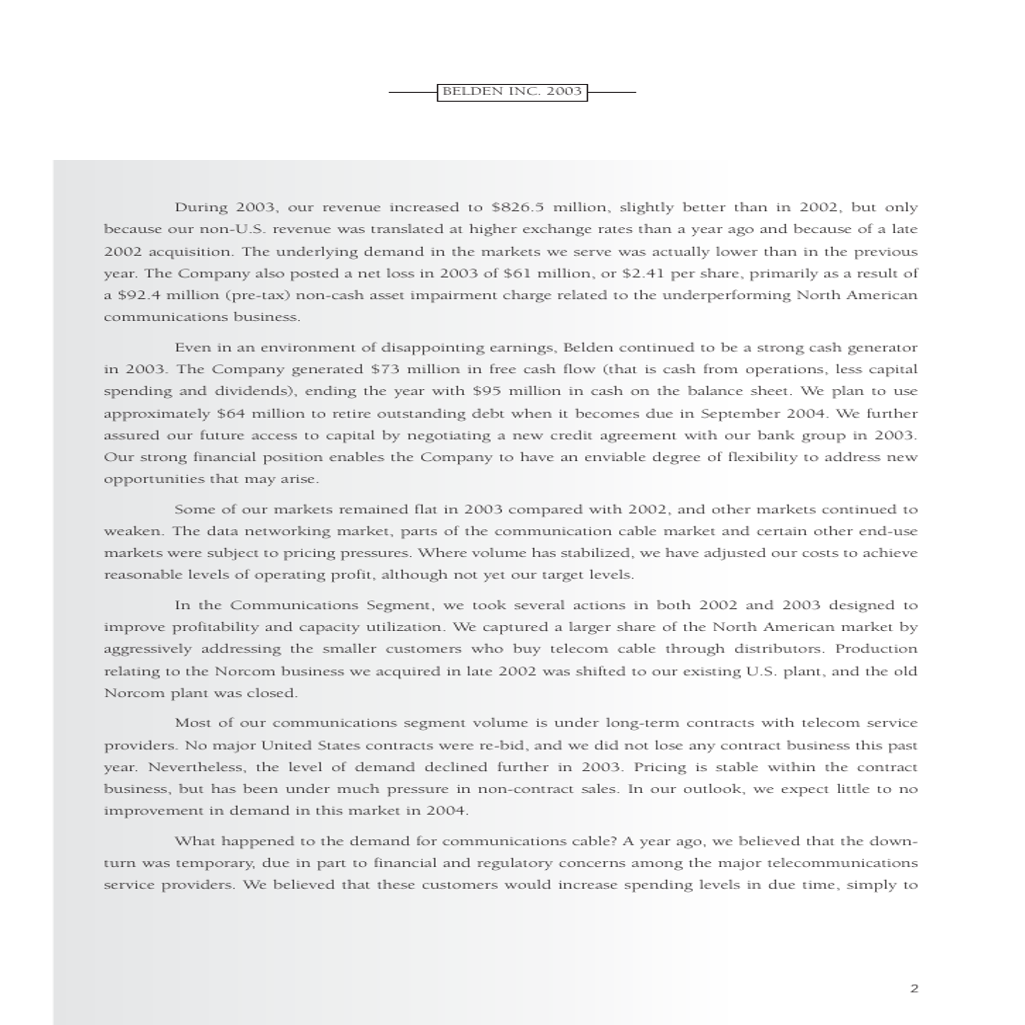 BELDEN INC. 2003
During 2003, our revenue increased to $826.5 million, slightly better than in 2002, but only
because our non-U.S. revenue was translated at higher exchange rates than a year ago and because of a late
2002 acquisition. The underlying demand in the markets we serve was actually lower than in the previous
year. The Company also posted a net loss in 2003 of $61 million, or $2.41 per share, primarily as a result of
a $92.4 million (pre-tax) non-cash asset impairment charge related to the underperforming North American
communications business.
Even in an environment of disappointing earnings, Belden continued to be a strong cash generator
in 2003. The Company generated $73 million in free cash flow (that is cash from operations, less capital
spending and dividends), ending the year with $95 million in cash on the balance sheet. We plan to use
approximately $64 million to retire outstanding debt when it becomes due in September 2004. We further
assured our future access to capital by negotiating a new credit agreement with our bank group in 2003.
Our strong financial position enables the Company to have an enviable degree of flexibility to address new
opportunities that may arise.
Some of our markets remained flat in 2003 compared with 2002, and other markets continued to
weaken. The data networking market, parts of the communication cable market and certain other end-use
markets were subject to pricing pressures. Where volume has stabilized, we have adjusted our costs to achieve
reasonable levels of operating profit, although not yet our target levels.
In the Communications Segment, we took several actions in both 2002 and 2003 designed to
improve profitability and capacity utilization. We captured a larger share of the North American market by
aggressively addressing the smaller customers who buy telecom cable through distributors. Production
relating to the Norcom business we acquired in late 2002 was shifted to our existing U.S. plant, and the old
Norcom plant was closed.
Most of our communications segment volume is under long-term contracts with telecom service
providers. No major United States contracts were re-bid, and we did not lose any contract business this past
year. Nevertheless, the level of demand declined further in 2003. Pricing is stable within the contract
business, but has been under much pressure in non-contract sales. In our outlook, we expect little to no
improvement in demand in this market in 2004.
What happened to the demand for communications cable? A year ago, we believed that the down-
turn was temporary, due in part to financial and regulatory concerns among the major telecommunications
service providers. We believed that these customers would increase spending levels in due time, simply to
2